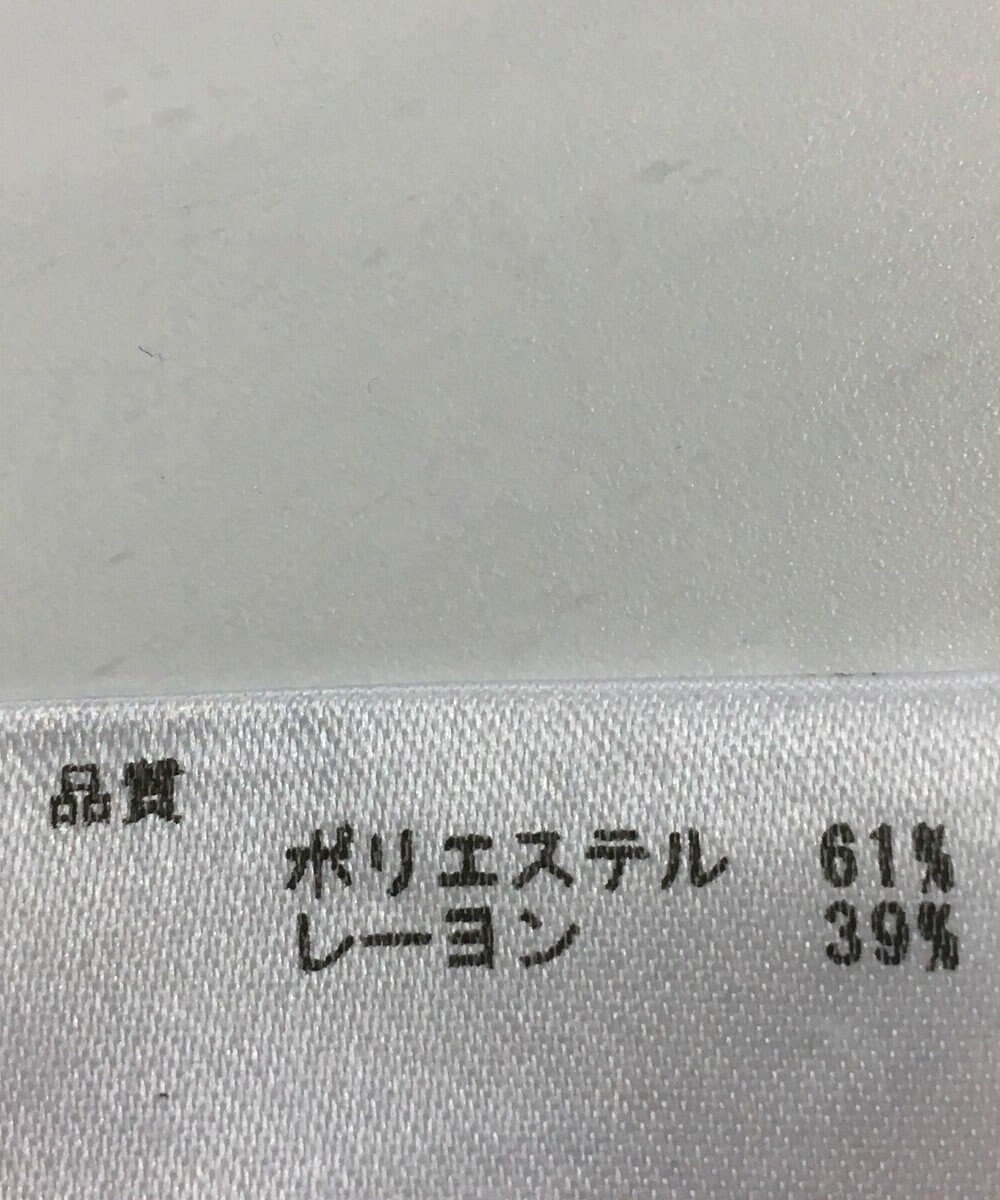 品質
ポリエステル 61%
レーヨン 39%